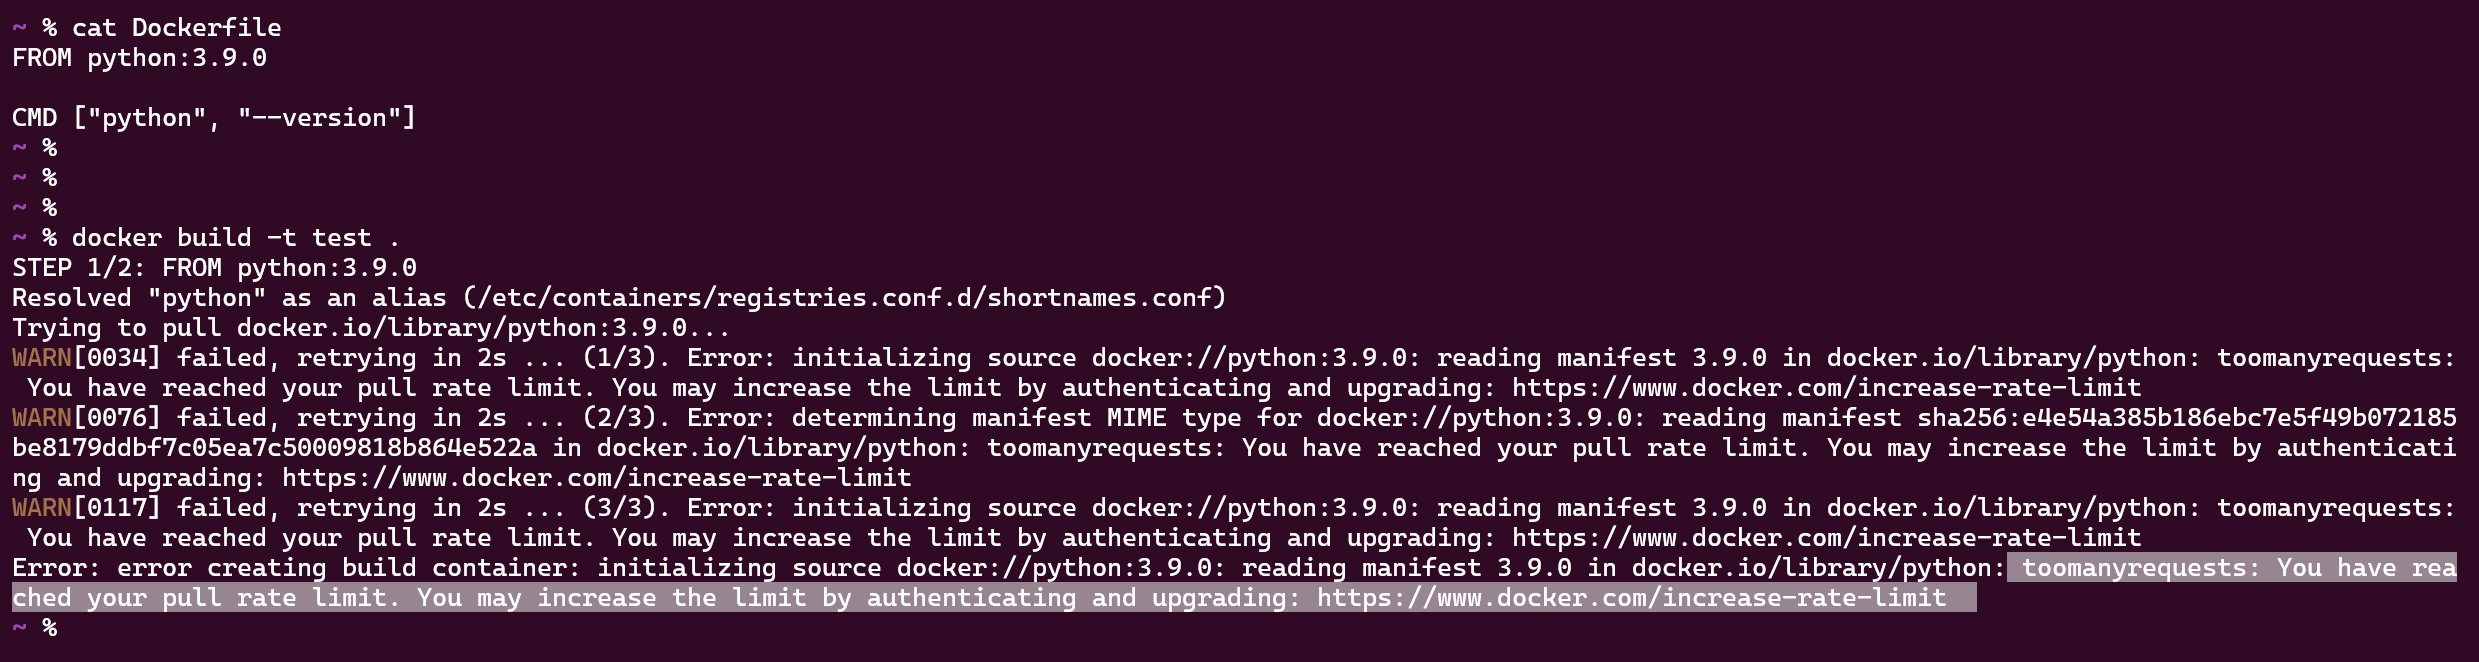 ~ % cat Dockerfile
FROM python:3.9.0

CMD ["python", "--version"]
~ %
~ %
~ %
~ % docker build -t test .
STEP 1/2: FROM python:3.9.0
Resolved "python" as an alias (/etc/containers/registries.conf.d/shortnames.conf)
Trying to pull docker.io/library/python:3.9.0...
WARN[0034] failed, retrying in 2s ... (1/3). Error: initializing source docker://python:3.9.0: reading manifest 3.9.0 in docker.io/library/python: toomanyrequests:
 You have reached your pull rate limit. You may increase the limit by authenticating and upgrading: https://www.docker.com/increase-rate-limit
WARN[0076] failed, retrying in 2s ... (2/3). Error: determining manifest MIME type for docker://python:3.9.0: reading manifest sha256:e4e54a385b186ebc7e5f49b072185
be8179ddbf7c05ea7c50009818b864e522a in docker.io/library/python: toomanyrequests: You have reached your pull rate limit. You may increase the limit by authenticati
ng and upgrading: https://www.docker.com/increase-rate-limit
WARN[0117] failed, retrying in 2s ... (3/3). Error: initializing source docker://python:3.9.0: reading manifest 3.9.0 in docker.io/library/python: toomanyrequests:
 You have reached your pull rate limit. You may increase the limit by authenticating and upgrading: https://www.docker.com/increase-rate-limit
Error: error creating build container: initializing source docker://python:3.9.0: reading manifest 3.9.0 in docker.io/library/python: toomanyrequests: You have rea
ched your pull rate limit. You may increase the limit by authenticating and upgrading: https://www.docker.com/increase-rate-limit
~ %